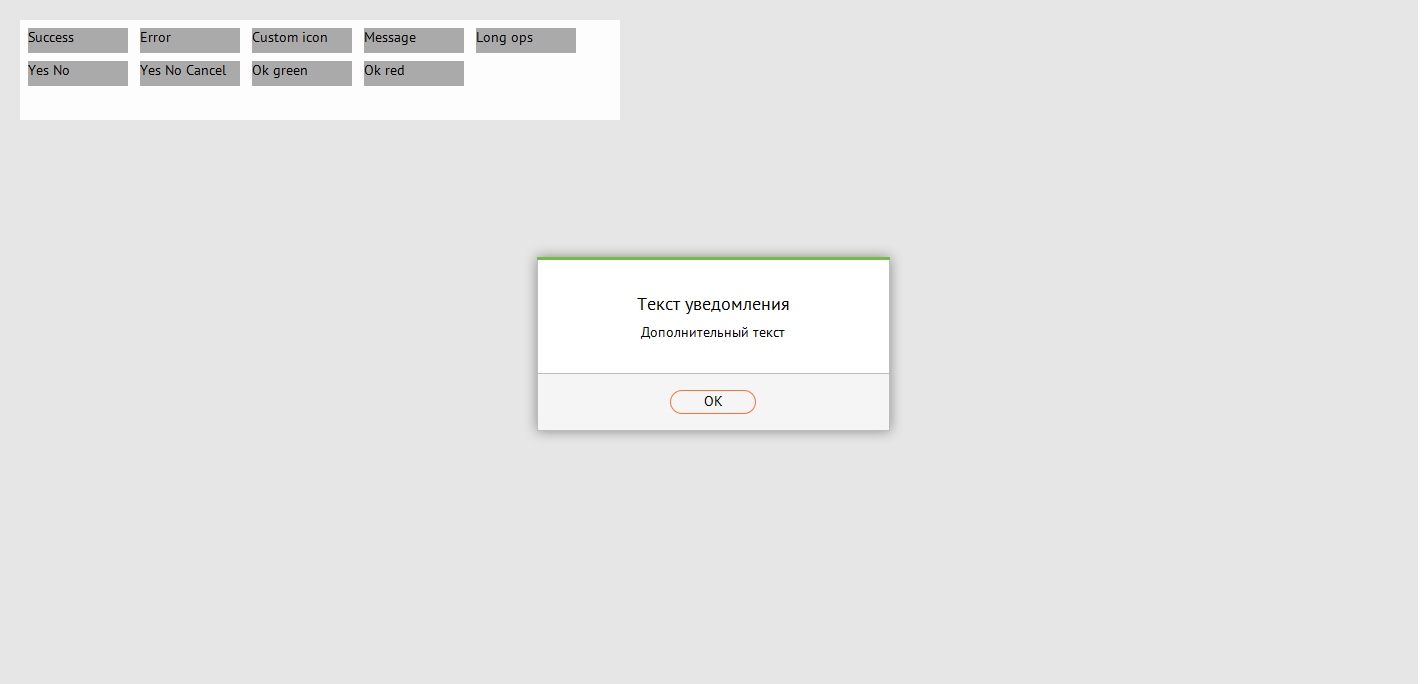 Success Error Custom icon Message Long ops
Yes No Yes No Cancel Ok green Ok red
Текст уведомления
Дополнительный текст
OK